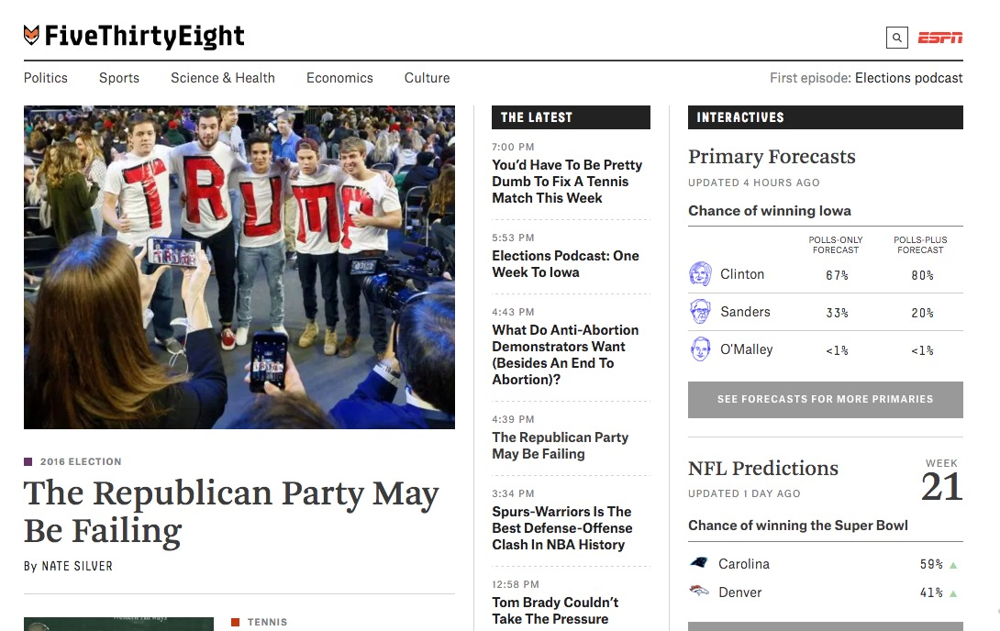 FiveThirtyEight
ESPN
Politics Sports Science & Health Economics Culture
First episode: Elections podcast
TRUMP
2016 ELECTION
The Republican Party May
Be Failing
By NATE SILVER
TENNIS
THE LATEST
7:00 PM
You’d Have To Be Pretty
Dumb To Fix A Tennis
Match This Week
5:53 PM
Elections Podcast: One
Week To Iowa
4:43 PM
What Do Anti-Abortion
Demonstrators Want
(Besides An End To
Abortion)?
4:39 PM
The Republican Party
May Be Failing
3:34 PM
Spurs-Warriors Is The
Best Defense-Offense
Clash In NBA History
12:58 PM
Tom Brady Couldn’t
Take The Pressure
INTERACTIVES
Primary Forecasts
UPDATED 4 HOURS AGO
Chance of winning Iowa
POLLS-ONLY POLLS-PLUS
FORECAST FORECAST
Clinton 67% 80%
Sanders 33% 20%
O’Malley <1% <1%
SEE FORECASTS FOR MORE PRIMARIES
NFL Predictions
WEEK
21
UPDATED 1 DAY AGO
Chance of winning the Super Bowl
Carolina 59%
Denver 41%